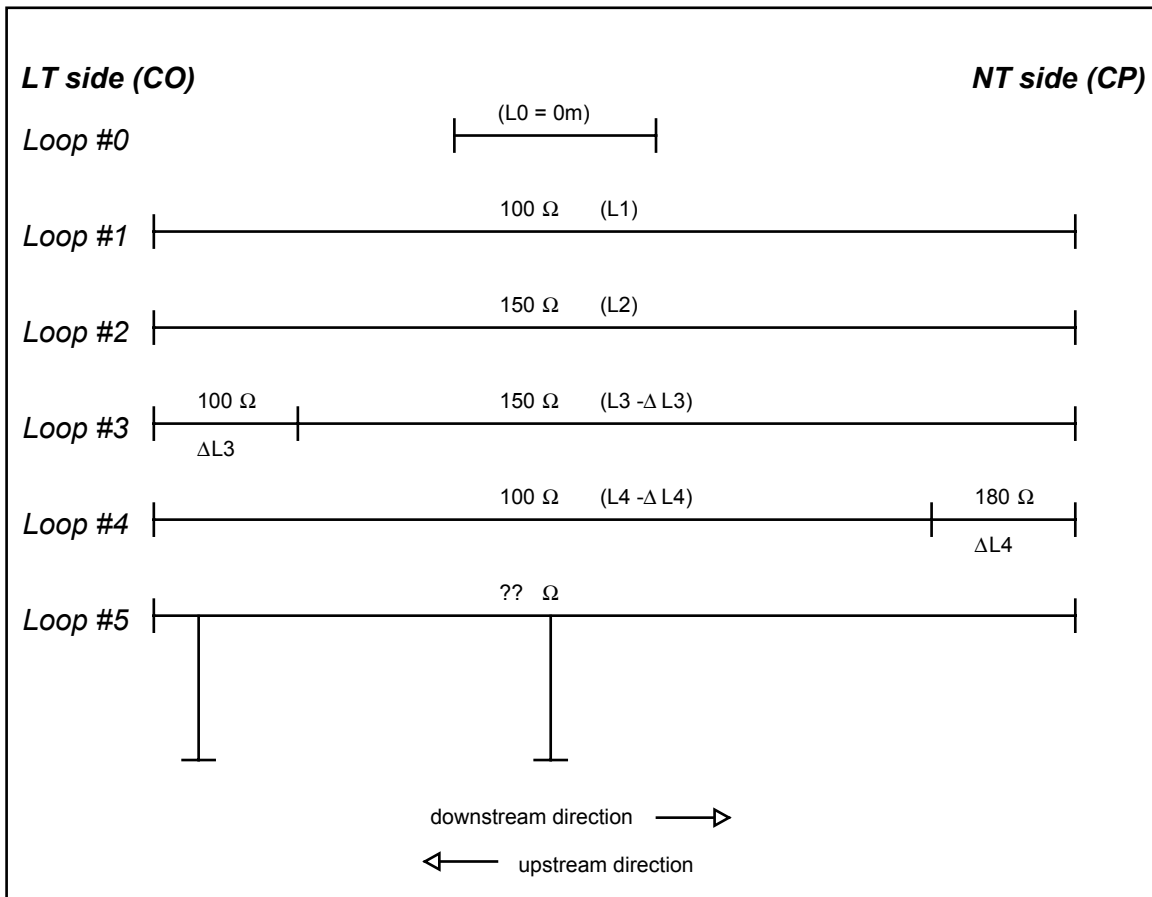 LT side (CO) NT side (CP)
(L0 = 0m)
Loop #0
100 Ω (L1)
Loop #1
150 Ω (L2)
Loop #2
100 Ω 150 Ω (L3 -Δ L3)
Loop #3
ΔL3
100 Ω (L4 -Δ L4) 180 Ω
Loop #4
ΔL4
?? Ω
Loop #5
downstream direction
upstream direction